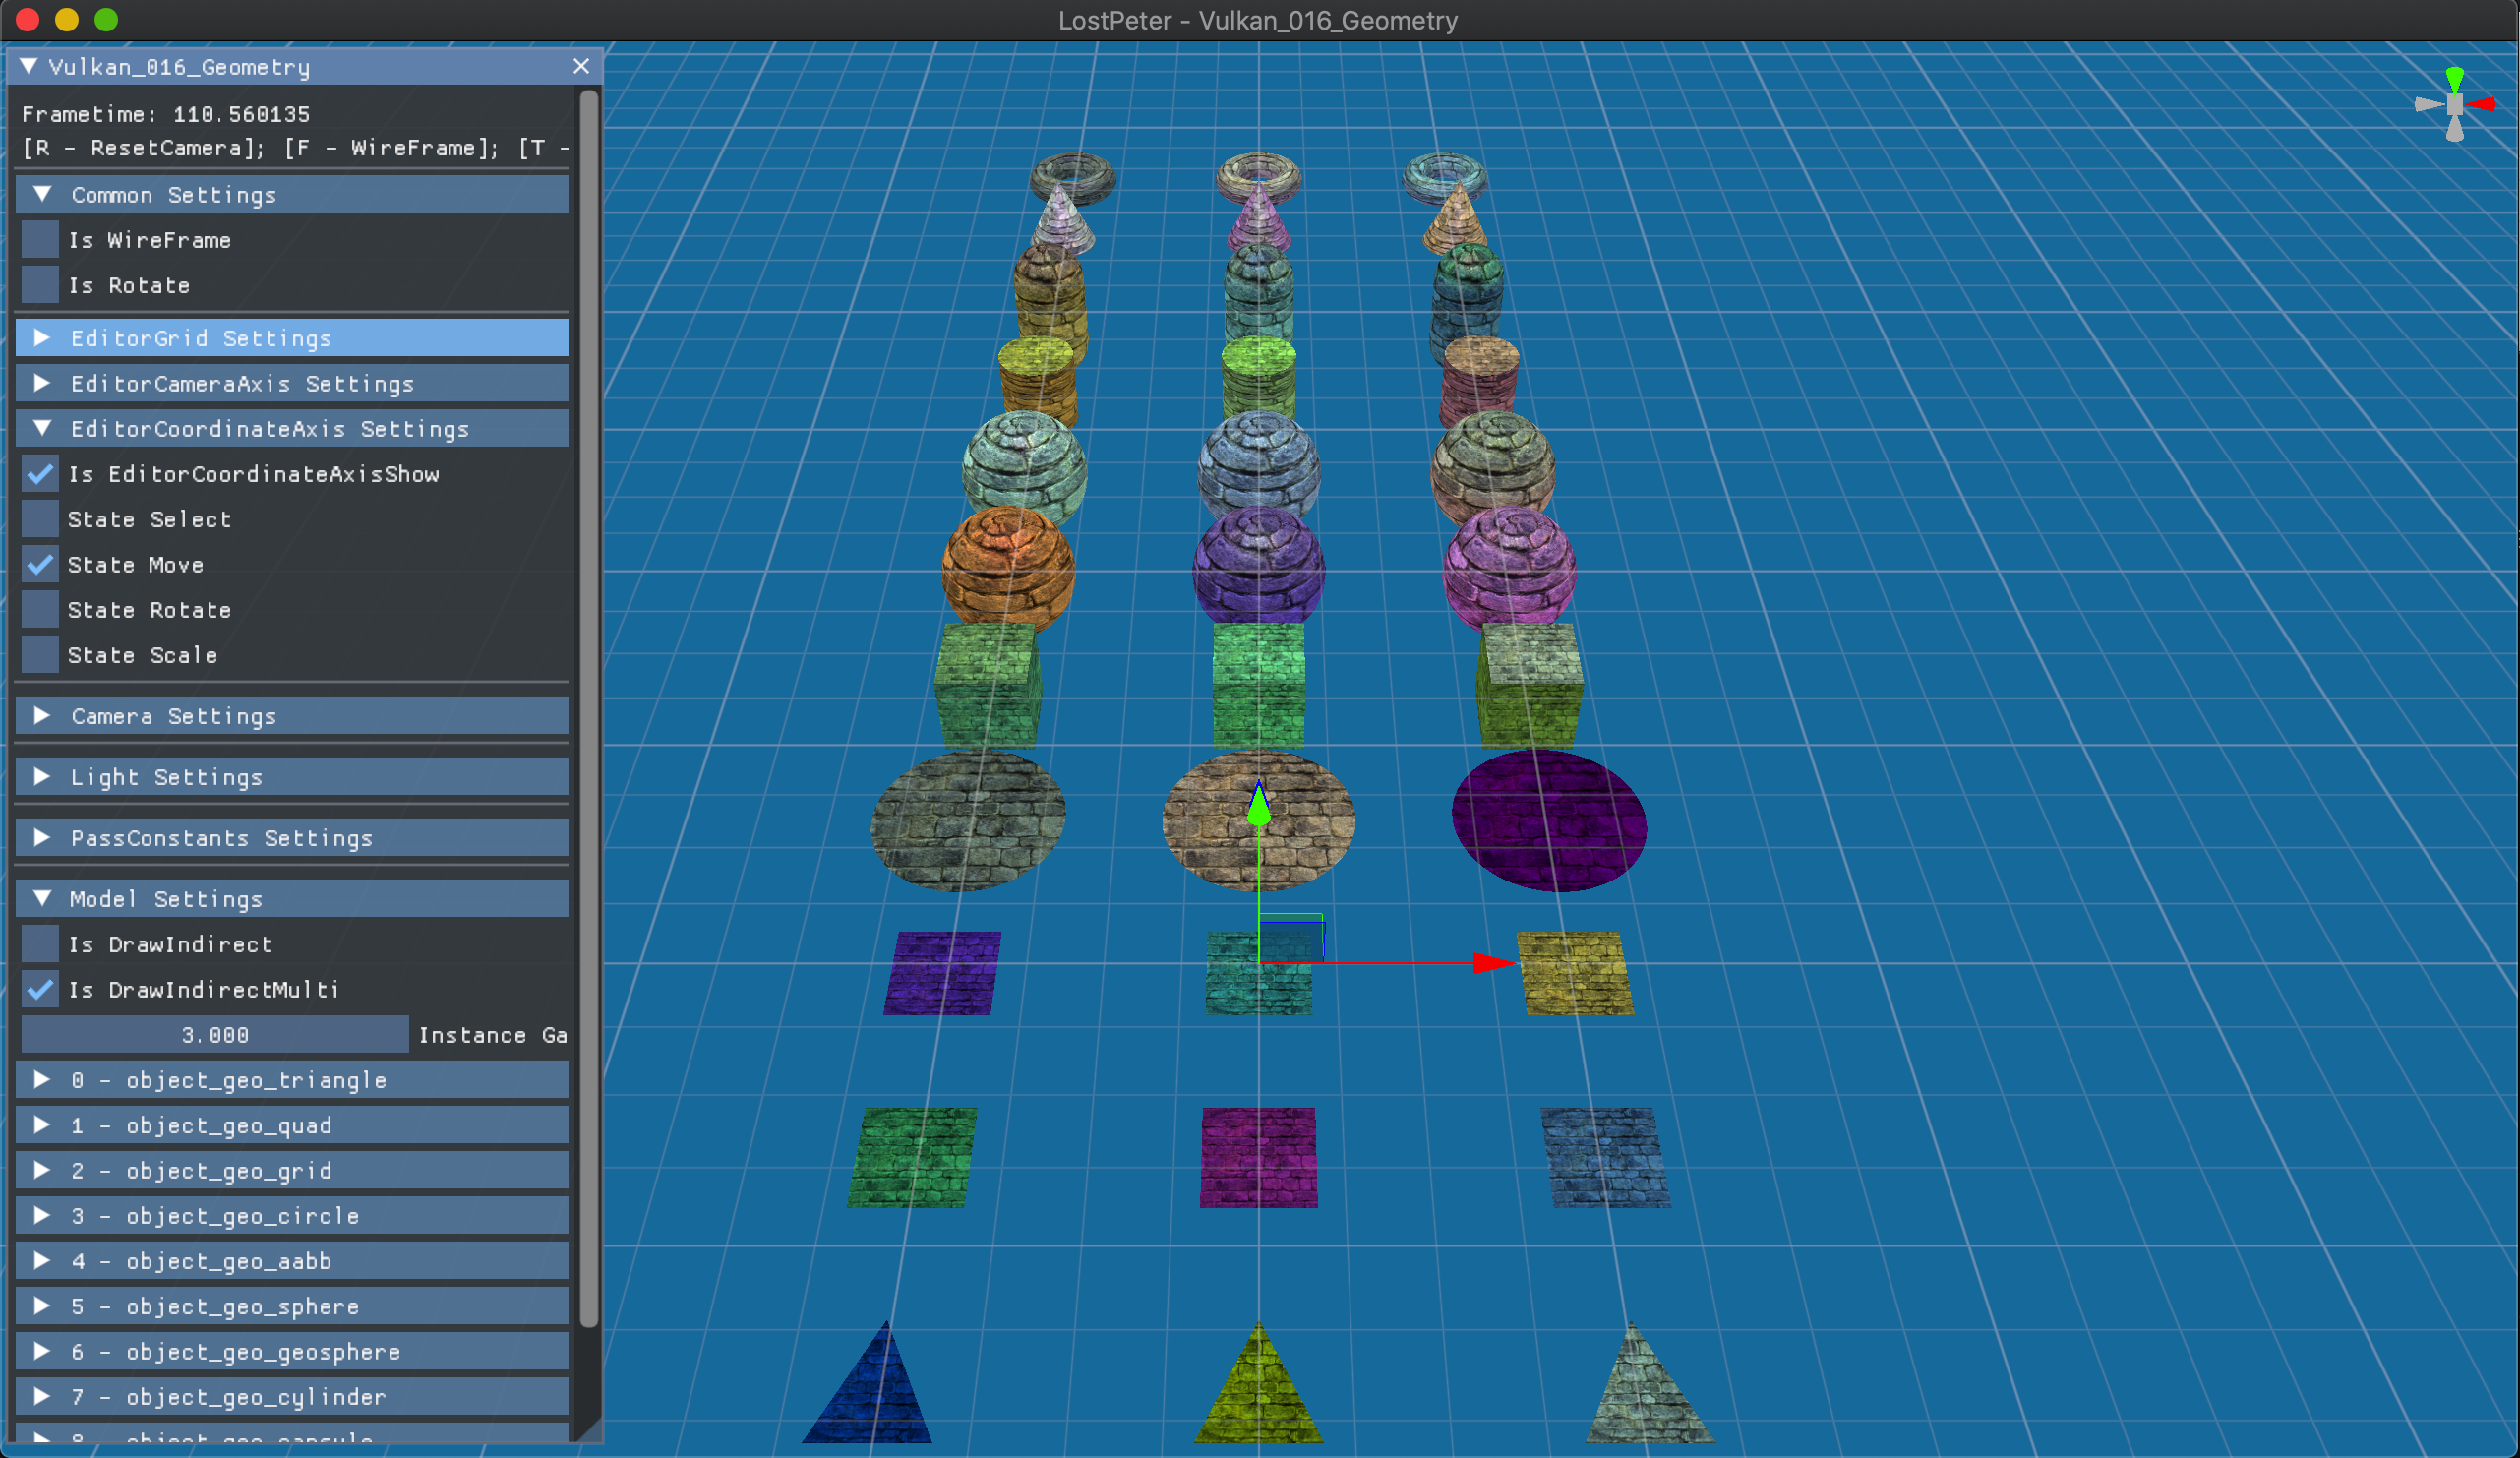 LostPeter - Vulkan_016_Geometry
Vulkan_016_Geometry
Frametime: 110.560135
[R - ResetCamera]; [F - WireFrame]; [T -
Common Settings
Is WireFrame
Is Rotate
EditorGrid Settings
EditorCameraAxis Settings
EditorCoordinateAxis Settings
Is EditorCoordinateAxisShow
State Select
State Move
State Rotate
State Scale
Camera Settings
Light Settings
PassConstants Settings
Model Settings
Is DrawIndirect
Is DrawIndirectMulti
3.000 Instance Ga
0 - object_geo_triangle
1 - object_geo_quad
2 - object_geo_grid
3 - object_geo_circle
4 - object_geo_aabb
5 - object_geo_sphere
6 - object_geo_geosphere
7 - object_geo_cylinder
8 - object_geo_capsule